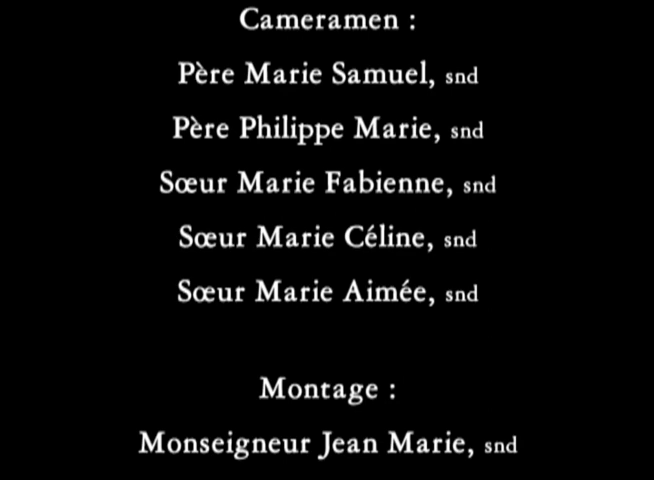 Cameramen :
Père Marie Samuel, snd
Père Philippe Marie, snd
Sœur Marie Fabienne, snd
Sœur Marie Céline, snd
Sœur Marie Aimée, snd
Montage :
Monseigneur Jean Marie, snd